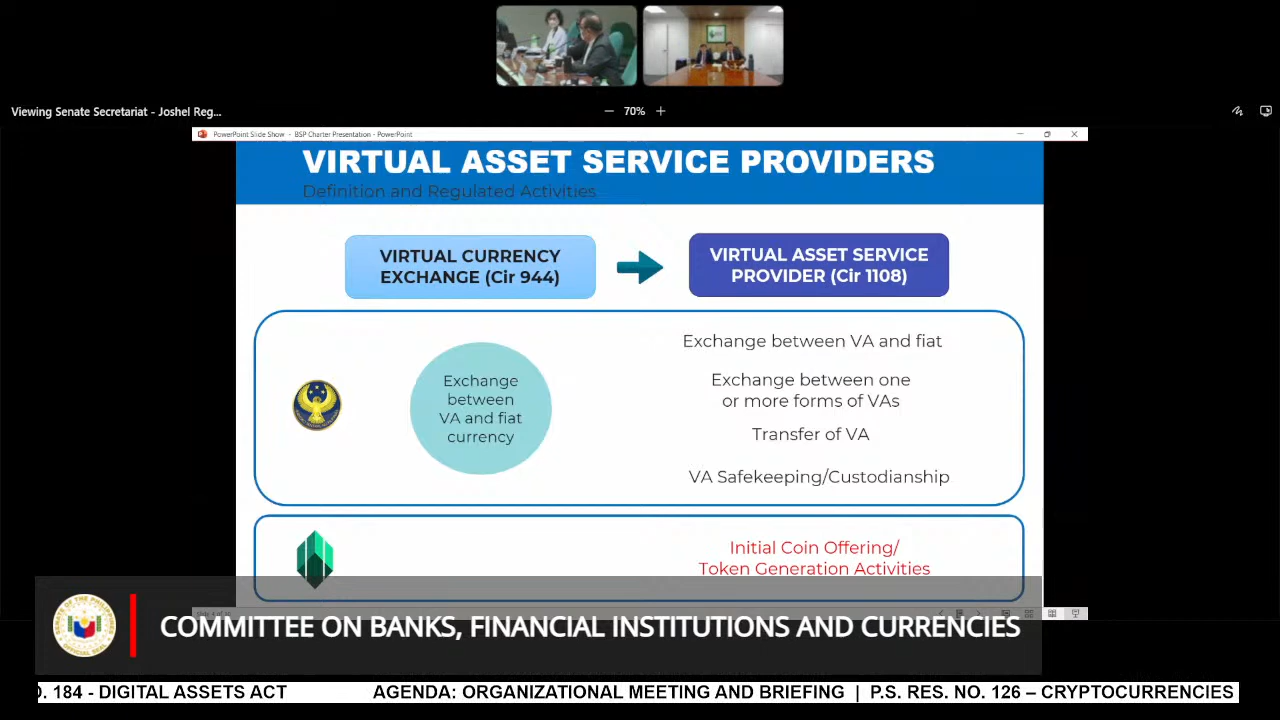 Viewing Senate Secretariat - Joshel Reg...
70%
PowerPoint Slide Show - BSP Charter Presentation - PowerPoint
VIRTUAL ASSET SERVICE PROVIDERS
Definition and Regulated Activities
VIRTUAL CURRENCY
EXCHANGE (Cir 944)
VIRTUAL ASSET SERVICE
PROVIDER (Cir 1108)
Exchange
between
VA and fiat
currency
Exchange between VA and fiat
Exchange between one
or more forms of VAs
Transfer of VA
VA Safekeeping/Custodianship
Initial Coin Offering/
Token Generation Activities
COMMITTEE ON BANKS, FINANCIAL INSTITUTIONS AND CURRENCIES
. 184 - DIGITAL ASSETS ACT AGENDA: ORGANIZATIONAL MEETING AND BRIEFING | P.S. RES. NO. 126 – CRYPTOCURRENCIES